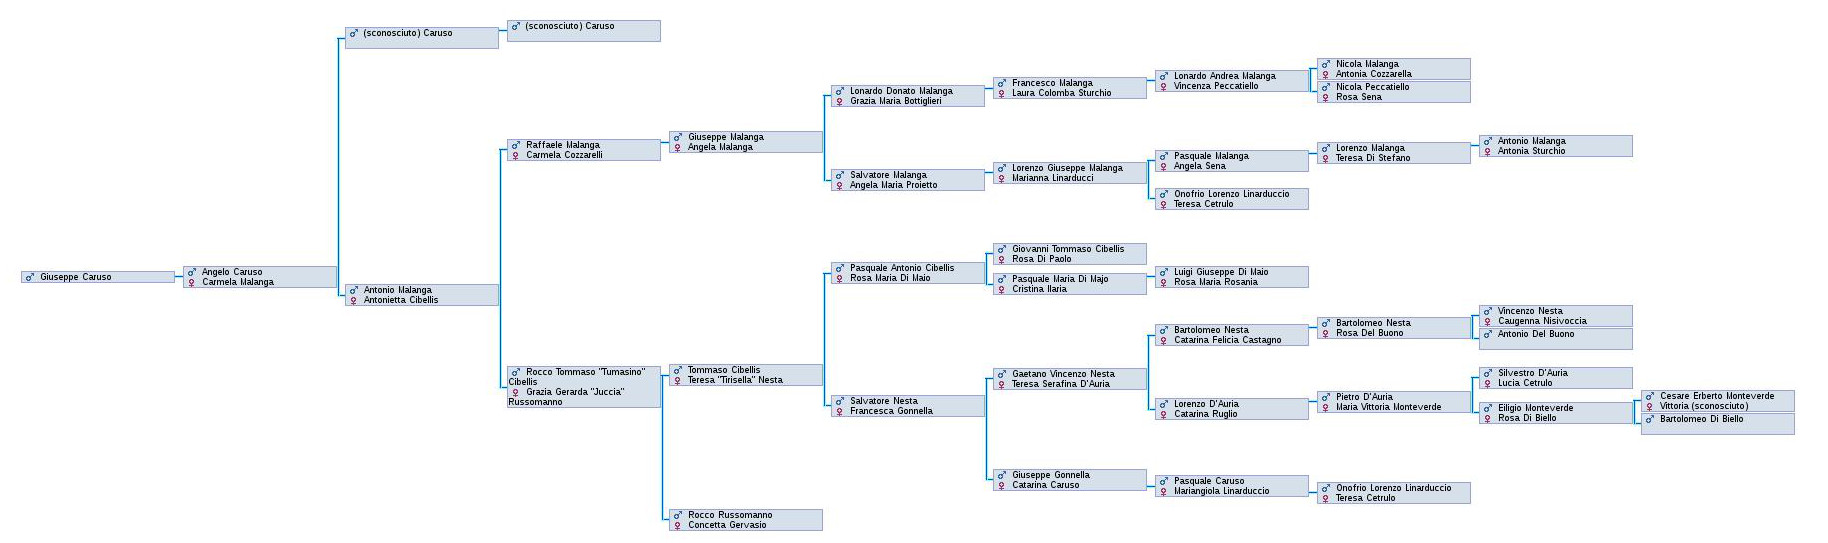 Giuseppe Caruso
Angelo Caruso
Carmela Malanga
(sconosciuto) Caruso
Antonio Malanga
Antonietta Cibellis
(sconosciuto) Caruso
Raffaele Malanga
Carmela Cozzarelli
Rocco Tommaso "Tumasino"
Cibellis
Grazia Gerarda "Juccia"
Russomanno
Giuseppe Malanga
Angela Malanga
Tommaso Cibellis
Teresa "Tirisella" Nesta
Rocco Russomanno
Concetta Gervasio
Lonardo Donato Malanga
Grazia Maria Bottiglieri
Salvatore Malanga
Angela Maria Proietto
Pasquale Antonio Cibellis
Rosa Maria Di Maio
Salvatore Nesta
Francesca Gonnella
Francesco Malanga
Laura Colomba Sturchio
Lorenzo Giuseppe Malanga
Marianna Linarducci
Giovanni Tommaso Cibellis
Rosa Di Paolo
Pasquale Maria Di Majo
Cristina Ilaria
Gaetano Vincenzo Nesta
Teresa Serafina D'Auria
Giuseppe Gonnella
Catarina Caruso
Lonardo Andrea Malanga
Vincenza Peccatiello
Pasquale Malanga
Angela Sena
Onofrio Lorenzo Linarduccio
Teresa Cetrulo
Luigi Giuseppe Di Maio
Rosa Maria Rosania
Bartolomeo Nesta
Catarina Felicia Castagno
Lorenzo D'Auria
Catarina Ruglio
Pasquale Caruso
Mariangiola Linarduccio
Nicola Malanga
Antonia Cozzarella
Nicola Peccatiello
Rosa Sena
Lorenzo Malanga
Teresa Di Stefano
Bartolomeo Nesta
Rosa Del Buono
Pietro D'Auria
Maria Vittoria Monteverde
Onofrio Lorenzo Linarduccio
Teresa Cetrulo
Antonio Malanga
Antonia Sturchio
Vincenzo Nesta
Caugenna Nisivoccia
Antonio Del Buono
Silvestro D'Auria
Lucia Cetrulo
Eiligio Monteverde
Rosa Di Biello
Cesare Erberto Monteverde
Vittoria (sconosciuto)
Bartolomeo Di Biello